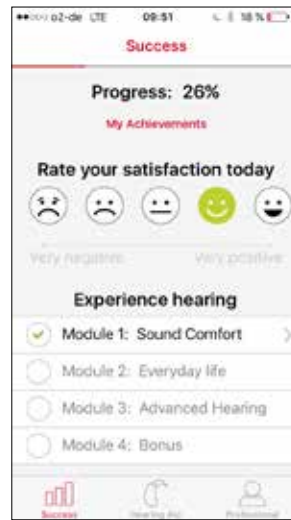 o2-de LTE 09:51 18 %
Success
Progress: 26%
My Achievements
Rate your satisfaction today
Very negative Very positive
Experience hearing
Module 1: Sound Comfort
Module 2: Everyday life
Module 3: Advanced Hearing
Module 4: Bonus
Success Hearing Professional